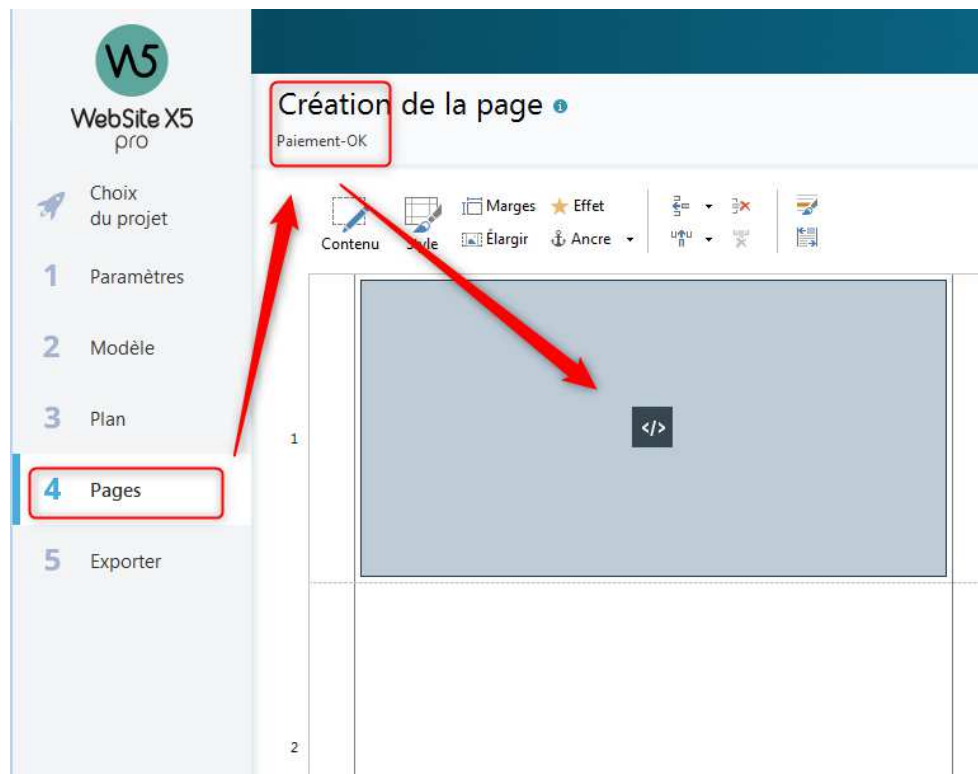 W5
WebSite X5
pro
Choix
du projet
1 Paramètres
2 Modèle
3 Plan
4 Pages
5 Exporter
Création de la page
Paiement-OK
Contenu
Style
Marges
Effet
Élargir
Ancre
</>
1
2